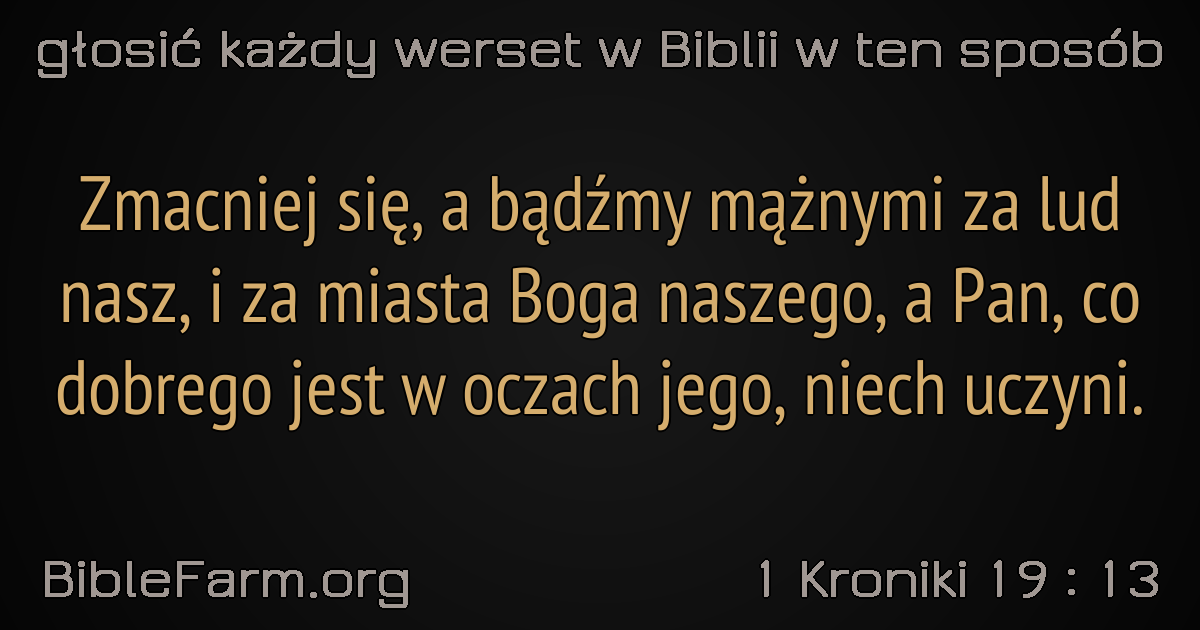 głosić każdy werset w Biblii w ten sposób
Zmacniej się, a bądźmy mążnymi za lud
nasz, i za miasta Boga naszego, a Pan, co
dobrego jest w oczach jego, niech uczyni.
BibleFarm.org
1 Kroniki 19 : 13